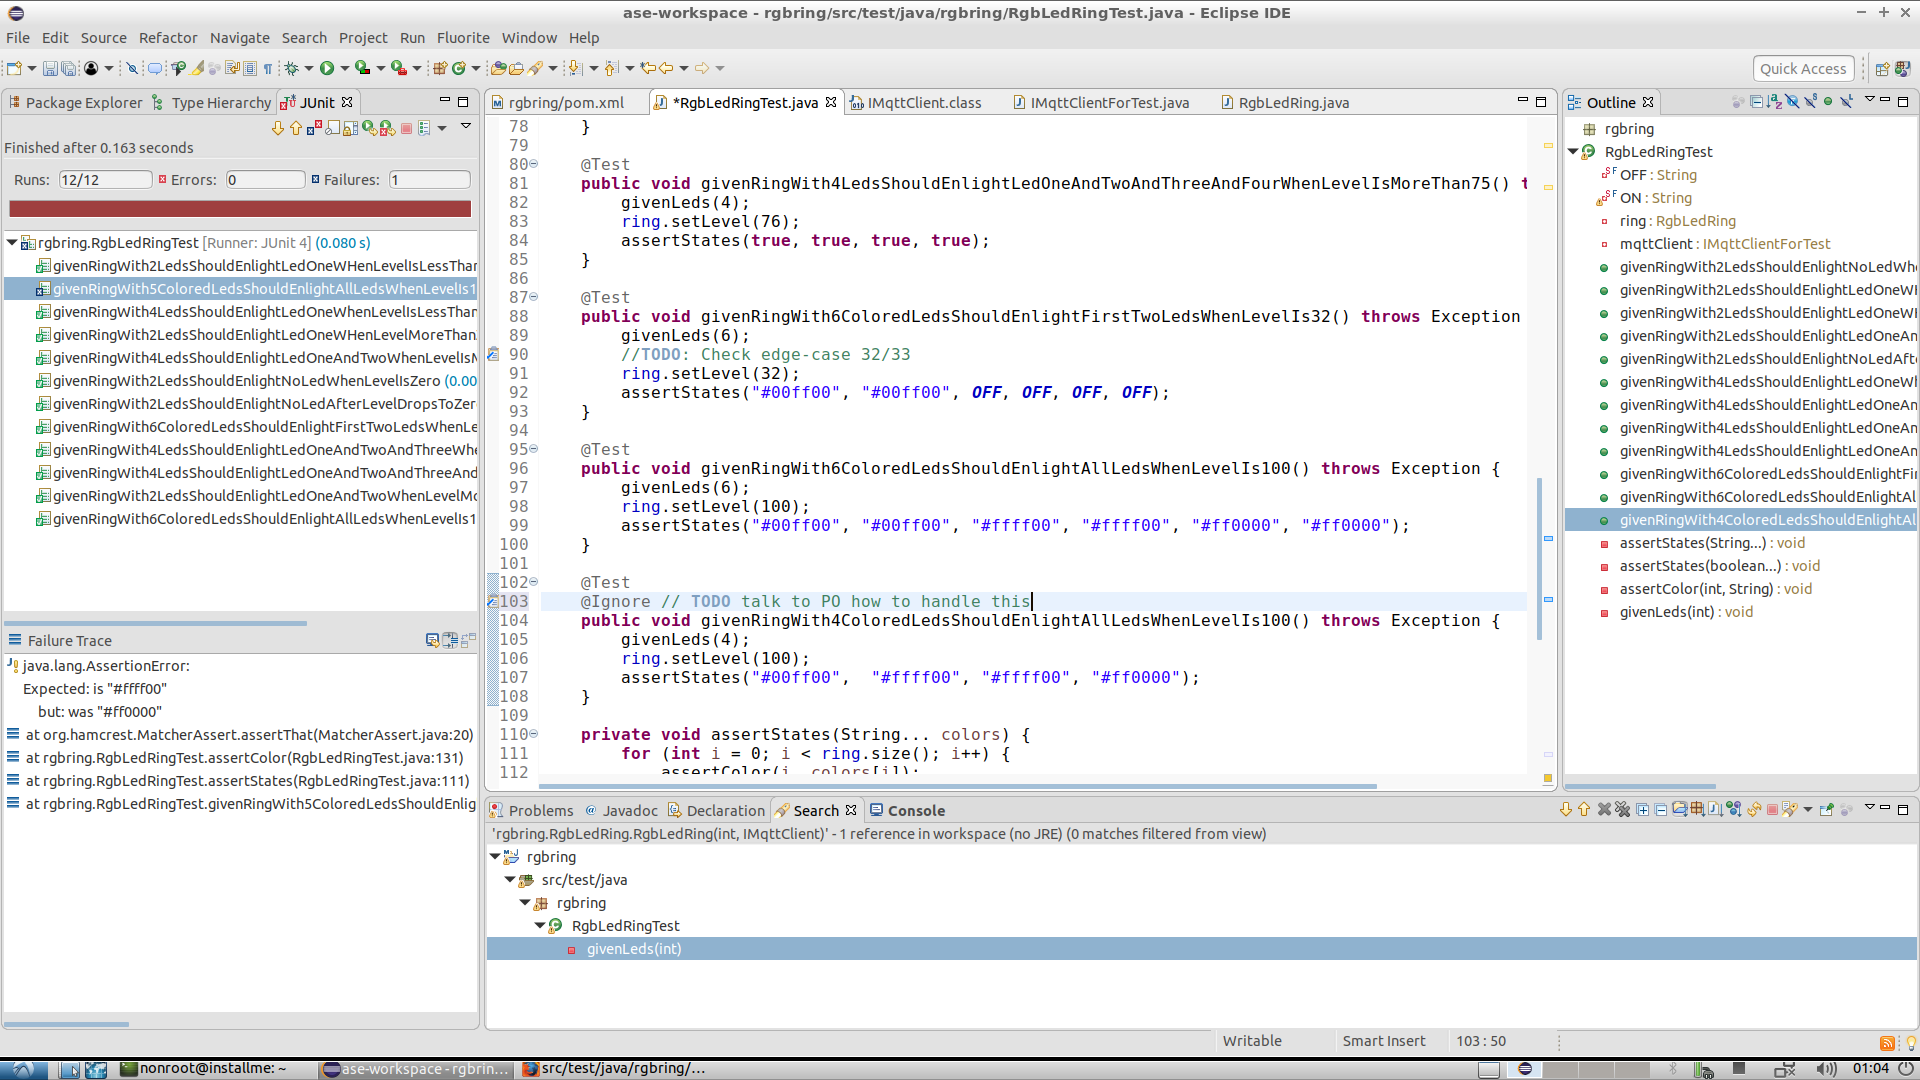 ase-workspace - rgbring/src/test/java/rgbring/RgbLedRingTest.java - Eclipse IDE
File Edit Source Refactor Navigate Search Project Run Fluorite Window Help
Quick Access
Package Explorer Type Hierarchy JUnit
Finished after 0.163 seconds
Runs: 12/12 Errors: 0 Failures: 1
rgbring.RgbLedRingTest [Runner: JUnit 4] (0.080 s)
givenRingWith2LedsShouldEnlightLedOneWHenLevelIsLessThan
givenRingWith5ColoredLedsShouldEnlightAllLedsWhenLevelIs1
givenRingWith4LedsShouldEnlightLedOneWhenLevelIsLessThan
givenRingWith2LedsShouldEnlightLedOneWHenLevelMoreThan
givenRingWith4LedsShouldEnlightLedOneAndTwoWhenLevelIsM
givenRingWith2LedsShouldEnlightNoLedWhenLevelIsZero (0.00
givenRingWith2LedsShouldEnlightNoLedAfterLevelDropsToZero
givenRingWith6ColoredLedsShouldEnlightFirstTwoLedsWhenLe
givenRingWith4LedsShouldEnlightLedOneAndTwoAndThreeWhe
givenRingWith4LedsShouldEnlightLedOneAndTwoAndThreeAnd
givenRingWith2LedsShouldEnlightLedOneAndTwoWhenLevelMo
givenRingWith6ColoredLedsShouldEnlightAllLedsWhenLevelIs1
Failure Trace
java.lang.AssertionError:
Expected: is "#ffff00"
but: was "#ff0000"
at org.hamcrest.MatcherAssert.assertThat(MatcherAssert.java:20)
at rgbring.RgbLedRingTest.assertColor(RgbLedRingTest.java:131)
at rgbring.RgbLedRingTest.assertStates(RgbLedRingTest.java:111)
at rgbring.RgbLedRingTest.givenRingWith5ColoredLedsShouldEnlig
rgbring/pom.xml *RgbLedRingTest.java IMqttClient.class IMqttClientForTest.java RgbLedRing.java
78 }
79
80 @Test
81 public void givenRingWith4LedsShouldEnlightLedOneAndTwoAndThreeAndFourWhenLevelIsMoreThan75() t
82 givenLeds(4);
83 ring.setLevel(76);
84 assertStates(true, true, true, true);
85 }
86
87 @Test
88 public void givenRingWith6ColoredLedsShouldEnlightFirstTwoLedsWhenLevelIs32() throws Exception
89 givenLeds(6);
90 //TODO: Check edge-case 32/33
91 ring.setLevel(32);
92 assertStates("#00ff00", "#00ff00", OFF, OFF, OFF, OFF);
93 }
94
95 @Test
96 public void givenRingWith6ColoredLedsShouldEnlightAllLedsWhenLevelIs100() throws Exception {
97 givenLeds(6);
98 ring.setLevel(100);
99 assertStates("#00ff00", "#00ff00", "#ffff00", "#ffff00", "#ff0000", "#ff0000");
100 }
101
102 @Test
103 @Ignore // TODO talk to PO how to handle this
104 public void givenRingWith4ColoredLedsShouldEnlightAllLedsWhenLevelIs100() throws Exception {
105 givenLeds(4);
106 ring.setLevel(100);
107 assertStates("#00ff00", "#ffff00", "#ffff00", "#ff0000");
108 }
109
110 private void assertStates(String... colors) {
111 for (int i = 0; i < ring.size(); i++) {
112 assertColor(i, colors[i]);
Outline
rgbring
RgbLedRingTest
OFF : String
ON : String
ring : RgbLedRing
mqttClient : IMqttClientForTest
givenRingWith2LedsShouldEnlightNoLedWhe
givenRingWith2LedsShouldEnlightLedOneWH
givenRingWith2LedsShouldEnlightLedOneWH
givenRingWith2LedsShouldEnlightLedOneAn
givenRingWith2LedsShouldEnlightNoLedAfte
givenRingWith4LedsShouldEnlightLedOneWh
givenRingWith4LedsShouldEnlightLedOneAn
givenRingWith4LedsShouldEnlightLedOneAn
givenRingWith4LedsShouldEnlightLedOneAn
givenRingWith6ColoredLedsShouldEnlightFi
givenRingWith6ColoredLedsShouldEnlightAl
givenRingWith4ColoredLedsShouldEnlightAl
assertStates(String...) : void
assertStates(boolean...) : void
assertColor(int, String) : void
givenLeds(int) : void
Problems Javadoc Declaration Search Console
'rgbring.RgbLedRing.RgbLedRing(int, IMqttClient)' - 1 reference in workspace (no JRE) (0 matches filtered from view)
rgbring
src/test/java
rgbring
RgbLedRingTest
givenLeds(int)
Writable Smart Insert 103 : 50
nonroot@installme: ~ ase-workspace - rgbrin... src/test/java/rgbring/... 01:04